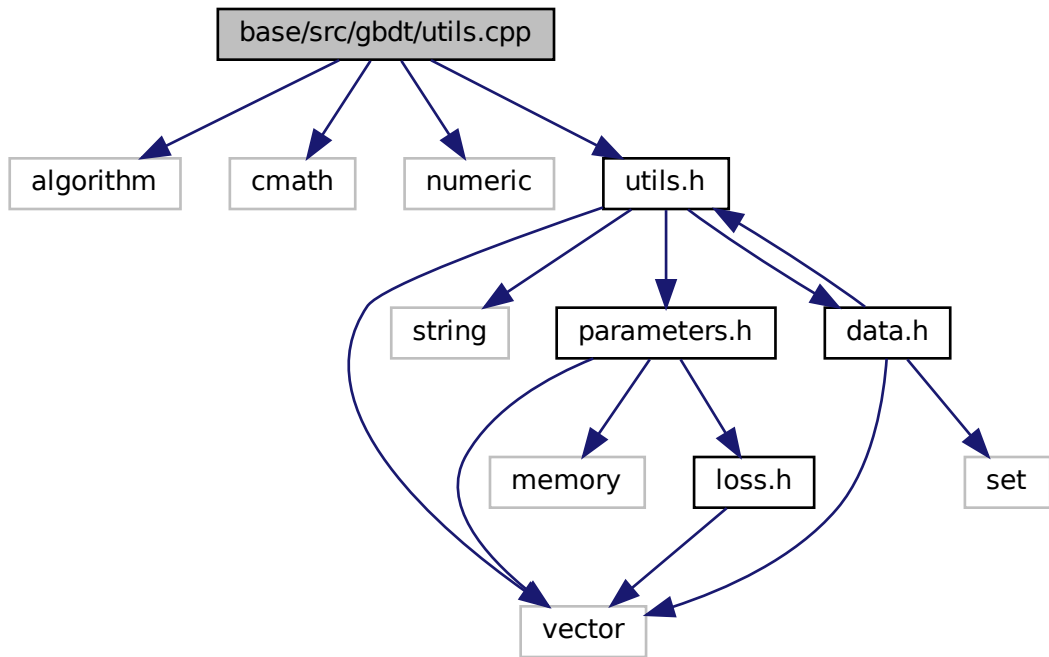 base/src/gbdt/utils.cpp
algorithm
cmath
numeric
utils.h
string
parameters.h
data.h
memory
loss.h
set
vector